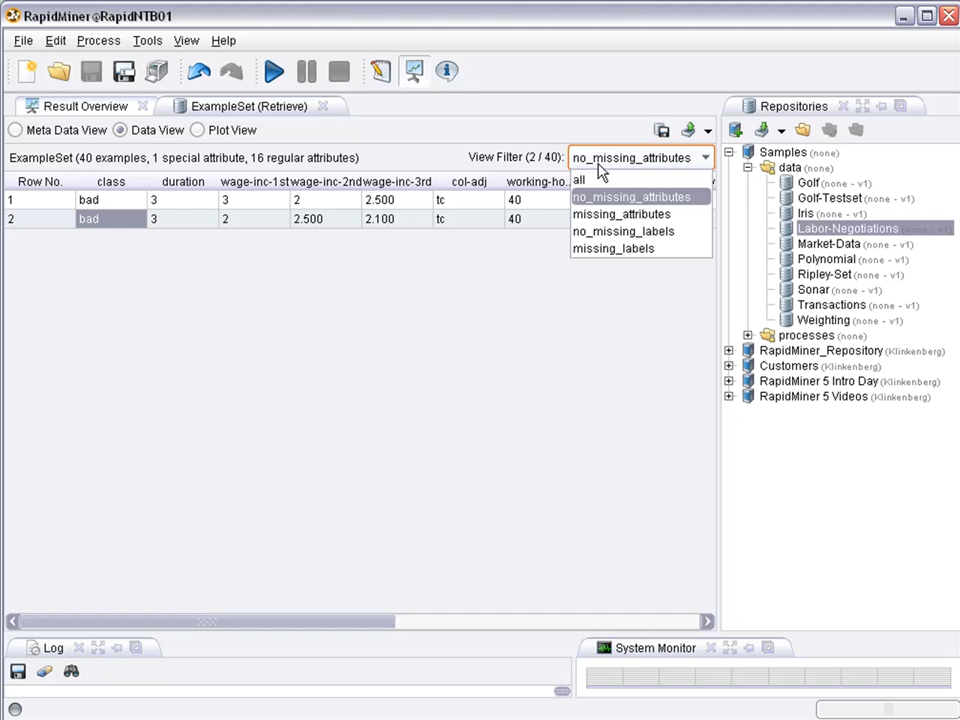 RapidMiner@RapidNTB01
File Edit Process Tools View Help
Result Overview ExampleSet (Retrieve)
Meta Data View Data View Plot View
ExampleSet (40 examples, 1 special attribute, 16 regular attributes) View Filter (2 / 40): no_missing_attributes
Row No. class duration wage-inc-1st wage-inc-2nd wage-inc-3rd col-adj working-ho...
1 bad 3 3 2 2.500 tc 40
2 bad 3 2 2.500 2.100 tc 40
all
no_missing_attributes
missing_attributes
no_missing_labels
missing_labels
Repositories
Samples (none)
data (none)
Golf (none - v1)
Golf-Testset (none - v1)
Iris (none - v1)
Labor-Negotiations (none - v1)
Market-Data (none - v1)
Polynomial (none - v1)
Ripley-Set (none - v1)
Sonar (none - v1)
Transactions (none - v1)
Weighting (none - v1)
processes (none)
RapidMiner_Repository (Klinkenberg)
Customers (Klinkenberg)
RapidMiner 5 Intro Day (Klinkenberg)
RapidMiner 5 Videos (Klinkenberg)
Log
System Monitor